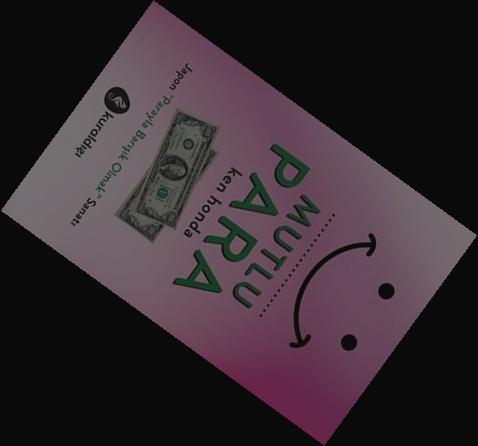 MUTLU
PARA
ken honda
Japon "Parayla Barışık Olmak" Sanatı
kuraldışı